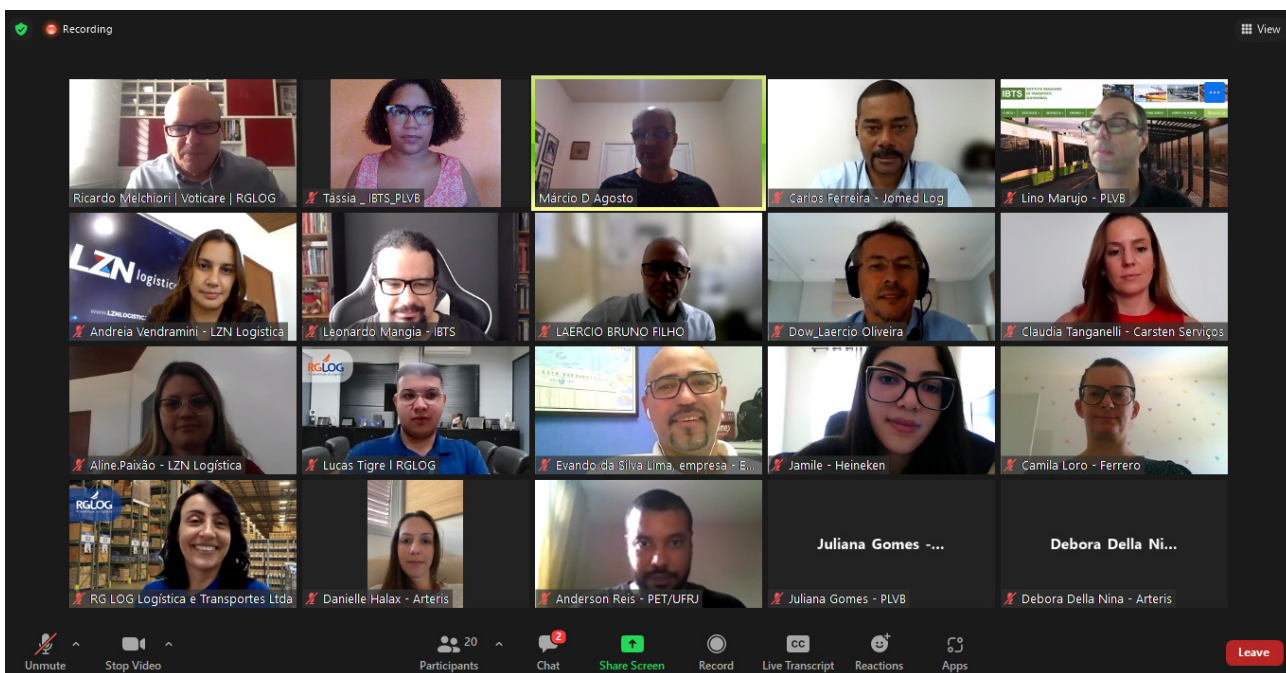 Recording
View
Ricardo Melchiori | Voticare | RGLOG
Tássia _ IBTS_PLVB
Márcio D Agosto
Carlos Ferreira - Jomed Log
IBTS
Lino Marujo - PLVB
LZN logístic
Andreia Vendramini - LZN Logistica
Leonardo Mangia - IBTS
LAERCIO BRUNO FILHO
Dow_Laercio Oliveira
Claudia Tanganelli - Carsten Serviços
Aline.Paixão - LZN Logística
RGLOG
Lucas Tigre l RGLOG
Evando da Silva Lima, empresa - E...
Jamile - Heineken
Camila Loro - Ferrero
RGLOG
RG LOG Logística e Transportes Ltda
Danielle Halax - Arteris
Anderson Reis - PET/UFRJ
Juliana Gomes -...
Juliana Gomes - PLVB
Debora Della Ni...
Debora Della Nina - Arteris
Unmute
Stop Video
20
Participants
2
Chat
Share Screen
Record
CC
Live Transcript
Reactions
Apps
Leave